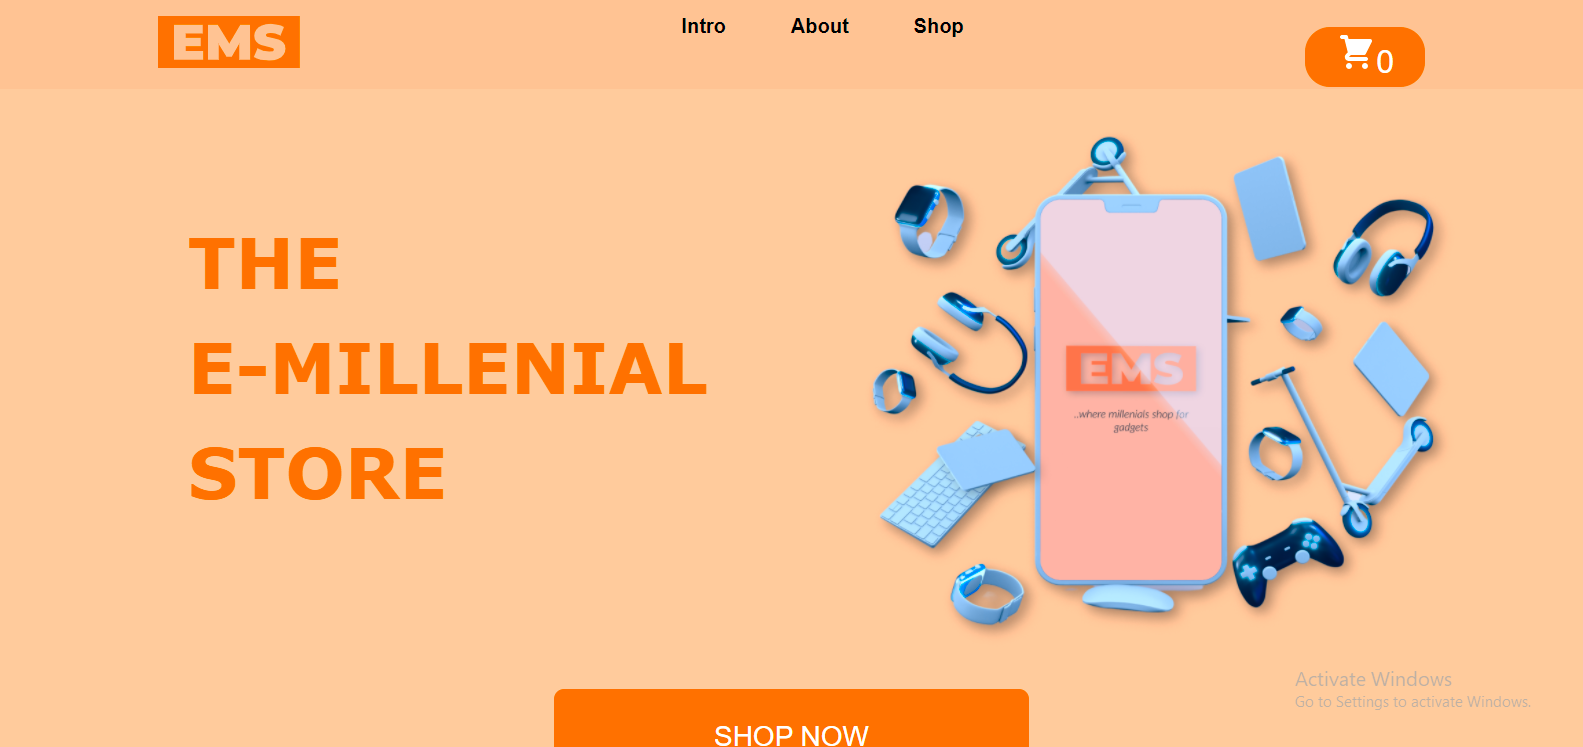 EMS
Intro About Shop
0
THE
E-MILLENIAL
STORE
EMS
..where millenials shop for
gadgets
SHOP NOW
Activate Windows
Go to Settings to activate Windows.